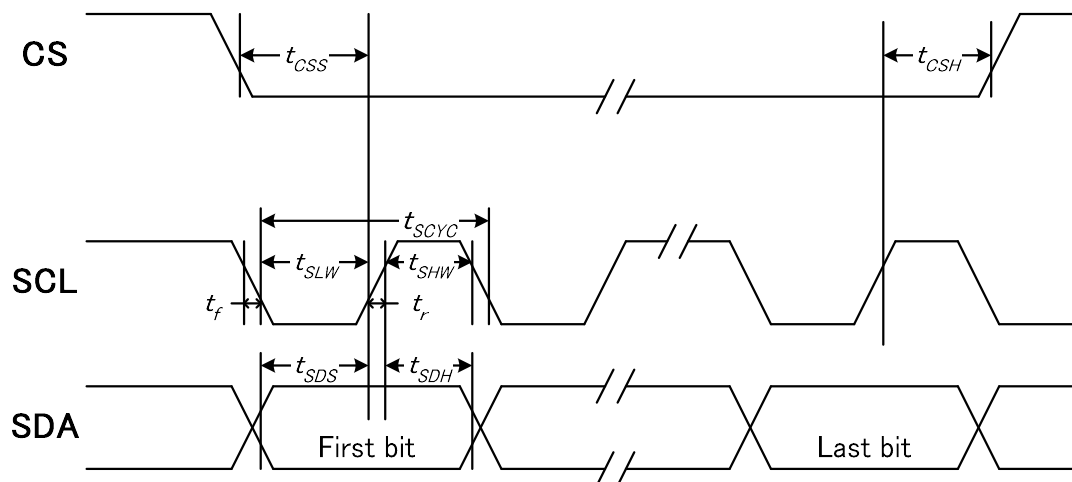 CS
tCSS
tCSH
tSCYC
SCL
tSLW
tSHW
tf
tr
tSDS
tSDH
SDA
First bit
Last bit